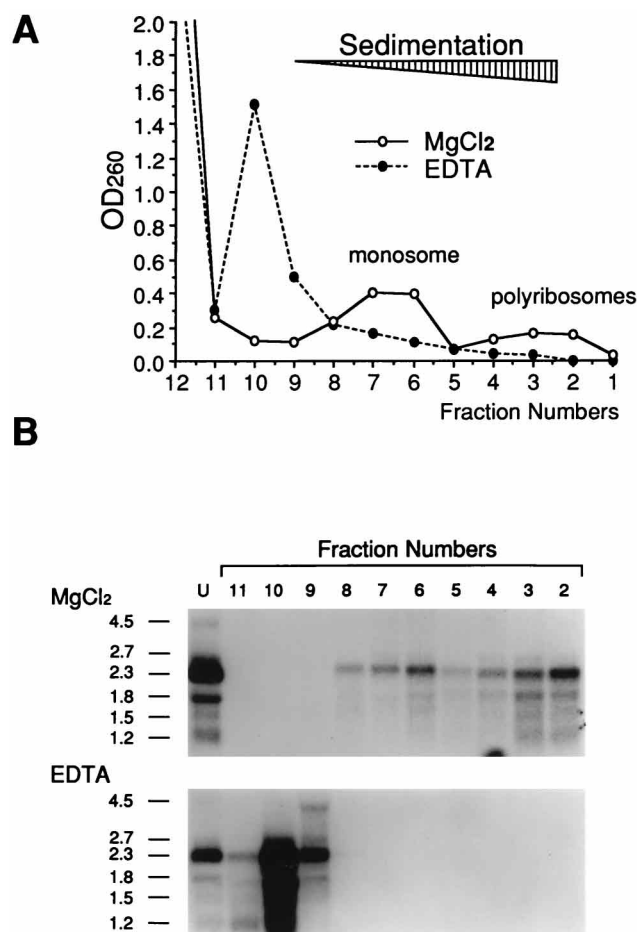 A
Sedimentation
OD260
2.0
1.8
1.6
1.4
1.2
1.0
0.8
0.6
0.4
0.2
0.0
MgCl2
EDTA
monosome
polyribosomes
12 11 10 9 8 7 6 5 4 3 2 1
Fraction Numbers
B
Fraction Numbers
MgCl2
U 11 10 9 8 7 6 5 4 3 2
4.5
2.7
2.3
1.8
1.5
1.2
EDTA
4.5
2.7
2.3
1.8
1.5
1.2